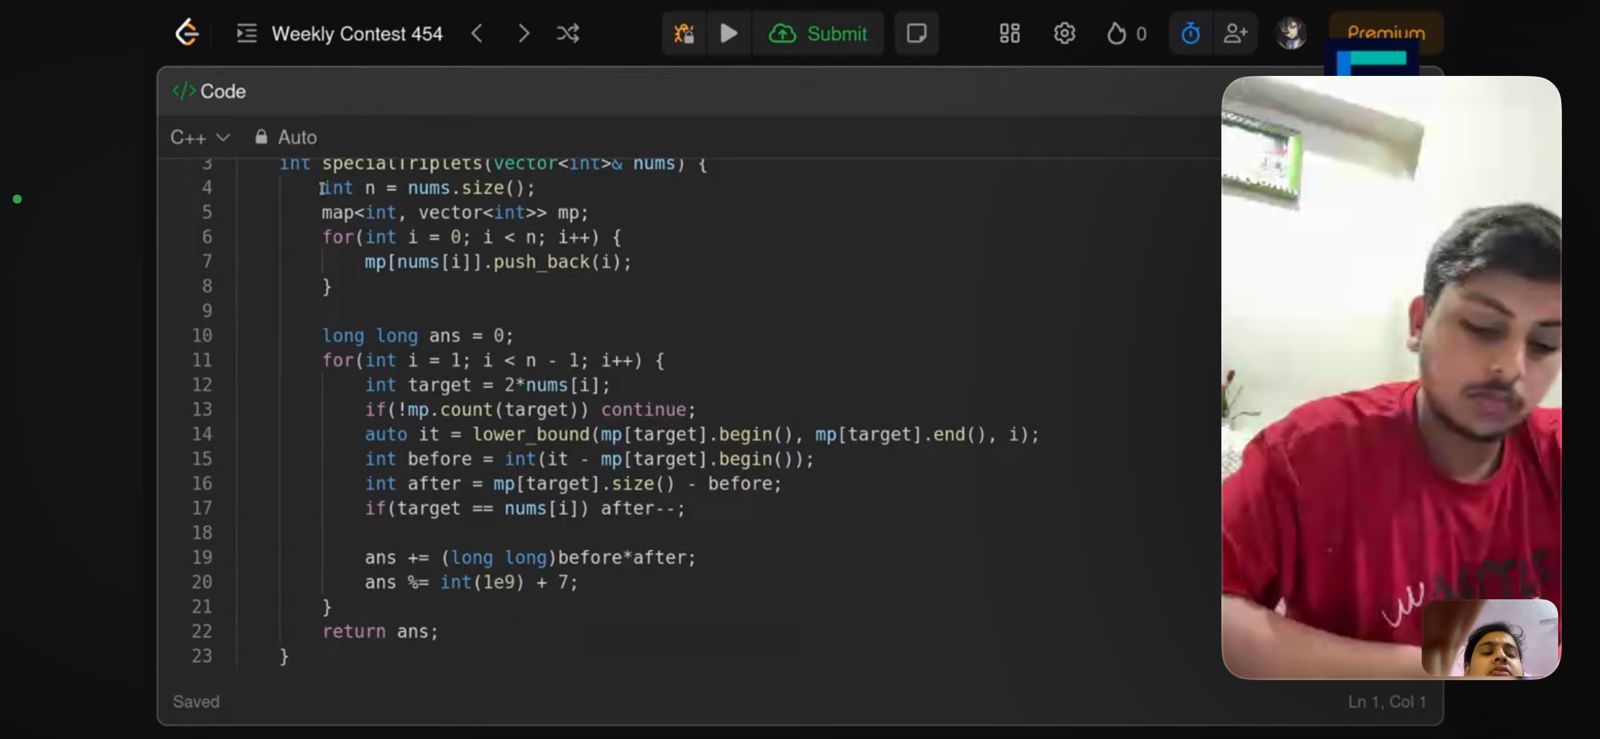 Weekly Contest 454
Submit
0
Premium
</> Code
C++ Auto
3 int specialTriplets(vector<int>& nums) {
4 int n = nums.size();
5 map<int, vector<int>> mp;
6 for(int i = 0; i < n; i++) {
7 mp[nums[i]].push_back(i);
8 }
9
10 long long ans = 0;
11 for(int i = 1; i < n - 1; i++) {
12 int target = 2*nums[i];
13 if(!mp.count(target)) continue;
14 auto it = lower_bound(mp[target].begin(), mp[target].end(), i);
15 int before = int(it - mp[target].begin());
16 int after = mp[target].size() - before;
17 if(target == nums[i]) after--;
18
19 ans += (long long)before*after;
20 ans %= int(1e9) + 7;
21 }
22 return ans;
23 }
Saved
Ln 1, Col 1